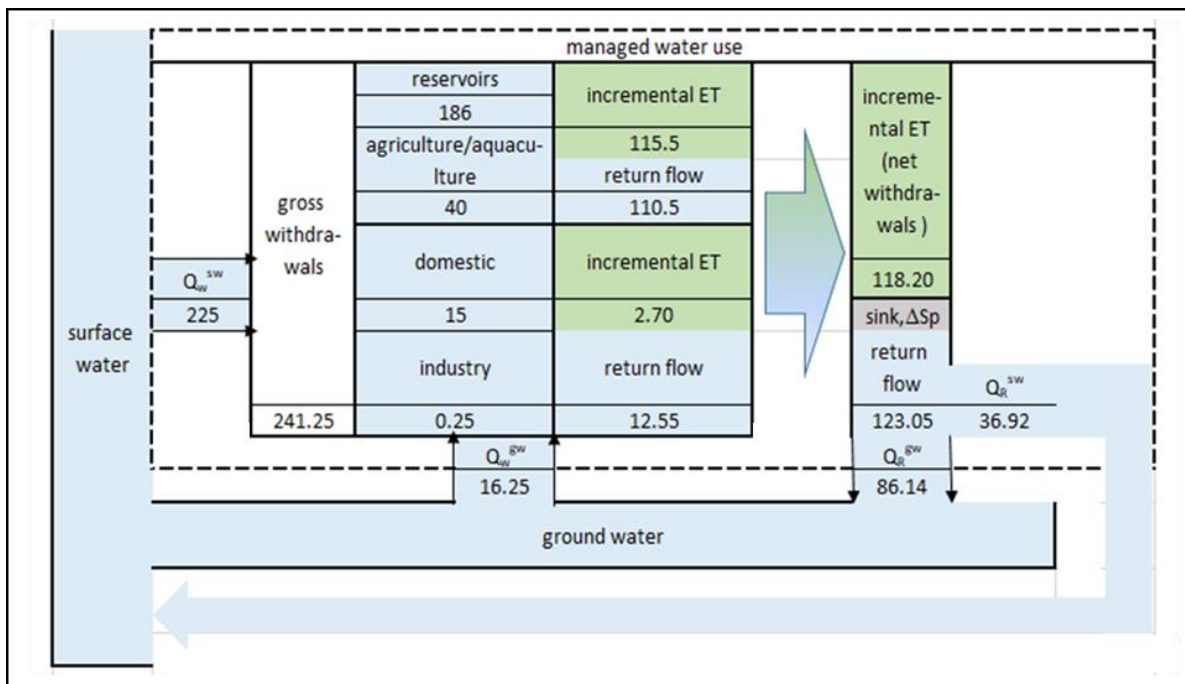 managed water use
surface
water
Qwsw
225
gross
withdra-
wals
241.25
reservoirs
186
agriculture/aquacu-
lture
40
domestic
15
industry
0.25
incremental ET
115.5
return flow
110.5
incremental ET
2.70
return flow
12.55
increme-
ntal ET
(net
withdra-
wals )
118.20
sink,ΔSp
return
flow
123.05
QRsw
36.92
Qwgw
16.25
QRgw
86.14
ground water